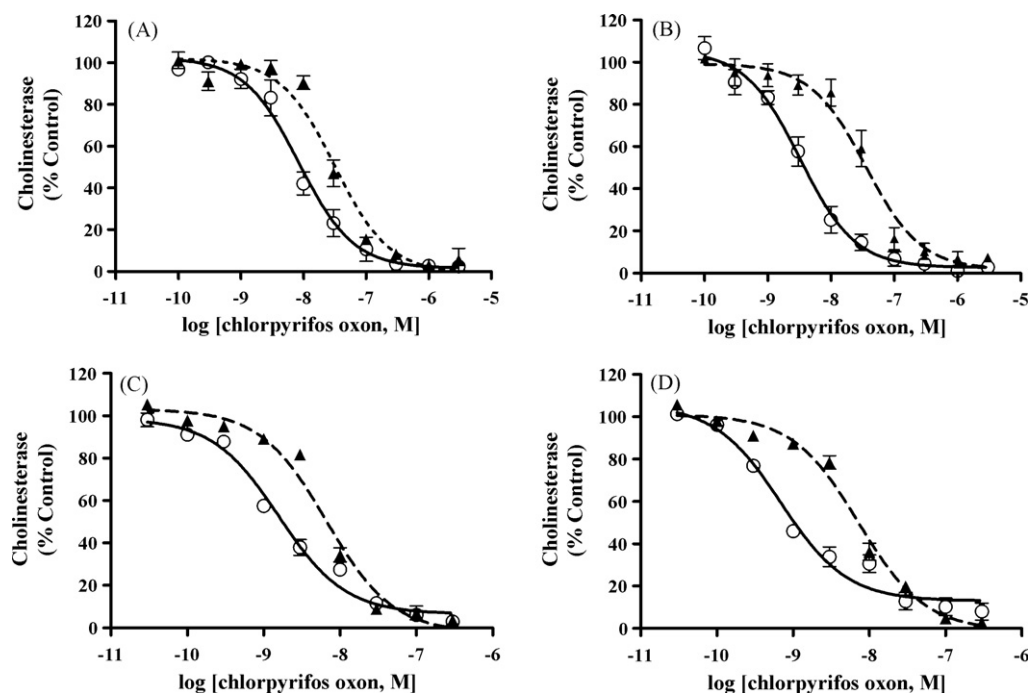 (A)
120
100
80
60
40
20
0
Cholinesterase
(% Control)
-11 -10 -9 -8 -7 -6 -5
log [chlorpyrifos oxon, M]
(B)
120
100
80
60
40
20
0
Cholinesterase
(% Control)
-11 -10 -9 -8 -7 -6 -5
log [chlorpyrifos oxon, M]
(C)
120
100
80
60
40
20
0
Cholinesterase
(% Control)
-11 -10 -9 -8 -7 -6
log [chlorpyrifos oxon, M]
(D)
120
100
80
60
40
20
0
Cholinesterase
(% Control)
-11 -10 -9 -8 -7 -6
log [chlorpyrifos oxon, M]